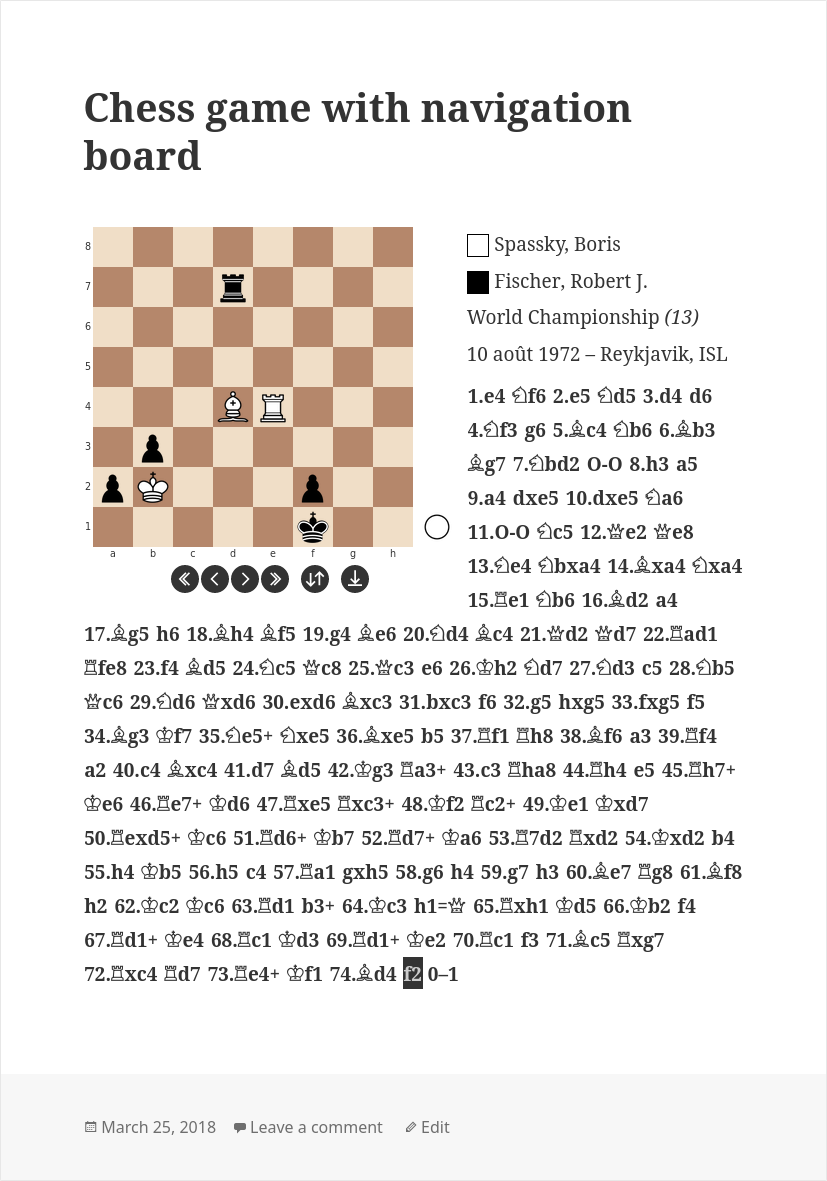 Chess game with navigation
board
8
7
6
5
4
3
2
1
a b c d e f g h
Spassky, Boris
Fischer, Robert J.
World Championship (13)
10 août 1972 – Reykjavik, ISL
1.e4 ♘f6 2.e5 ♘d5 3.d4 d6
4.♘f3 g6 5.♗c4 ♘b6 6.♗b3
♗g7 7.♘bd2 O-O 8.h3 a5
9.a4 dxe5 10.dxe5 ♘a6
11.O-O ♘c5 12.♕e2 ♕e8
13.♘e4 ♘bxa4 14.♗xa4 ♘xa4
15.♖e1 ♘b6 16.♗d2 a4
17.♗g5 h6 18.♗h4 ♗f5 19.g4 ♗e6 20.♘d4 ♗c4 21.♕d2 ♕d7 22.♖ad1
♖fe8 23.f4 ♗d5 24.♘c5 ♕c8 25.♕c3 e6 26.♔h2 ♘d7 27.♘d3 c5 28.♘b5
♕c6 29.♘d6 ♕xd6 30.exd6 ♗xc3 31.bxc3 f6 32.g5 hxg5 33.fxg5 f5
34.♗g3 ♔f7 35.♘e5+ ♘xe5 36.♗xe5 b5 37.♖f1 ♖h8 38.♗f6 a3 39.♖f4
a2 40.c4 ♗xc4 41.d7 ♗d5 42.♔g3 ♖a3+ 43.c3 ♖ha8 44.♖h4 e5 45.♖h7+
♔e6 46.♖e7+ ♔d6 47.♖xe5 ♖xc3+ 48.♔f2 ♖c2+ 49.♔e1 ♔xd7
50.♖exd5+ ♔c6 51.♖d6+ ♔b7 52.♖d7+ ♔a6 53.♖7d2 ♖xd2 54.♔xd2 b4
55.h4 ♔b5 56.h5 c4 57.♖a1 gxh5 58.g6 h4 59.g7 h3 60.♗e7 ♖g8 61.♗f8
h2 62.♔c2 ♔c6 63.♖d1 b3+ 64.♔c3 h1=♕ 65.♖xh1 ♔d5 66.♔b2 f4
67.♖d1+ ♔e4 68.♖c1 ♔d3 69.♖d1+ ♔e2 70.♖c1 f3 71.♗c5 ♖xg7
72.♖xc4 ♖d7 73.♖e4+ ♔f1 74.♗d4 f2 0–1
March 25, 2018 Leave a comment Edit